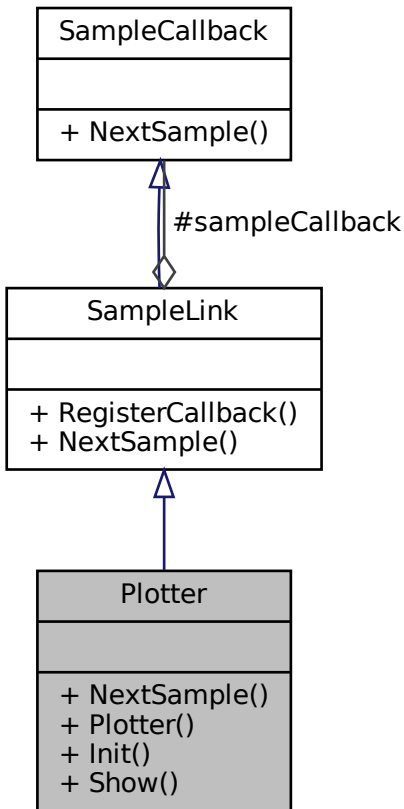 SampleCallback
+ NextSample()
#sampleCallback
SampleLink
+ RegisterCallback()
+ NextSample()
Plotter
+ NextSample()
+ Plotter()
+ Init()
+ Show()